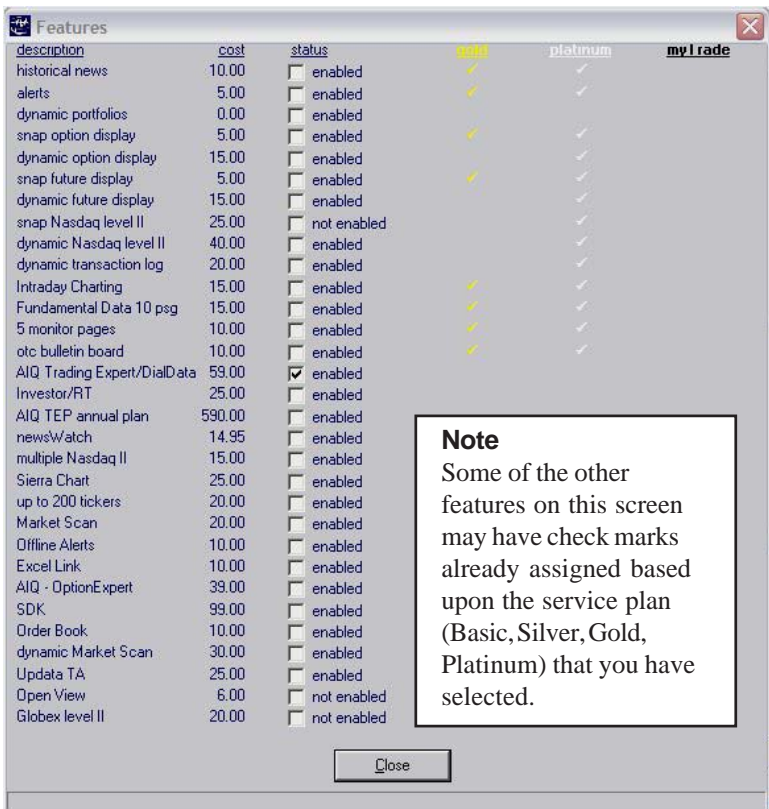 Features
description cost status gold platinum myTrade
historical news 10.00 enabled ✓ ✓
alerts 5.00 enabled ✓ ✓
dynamic portfolios 0.00 enabled
snap option display 5.00 enabled ✓ ✓
dynamic option display 15.00 enabled ✓
snap future display 5.00 enabled ✓ ✓
dynamic future display 15.00 enabled ✓
snap Nasdaq level II 25.00 not enabled ✓
dynamic Nasdaq level II 40.00 enabled ✓
dynamic transaction log 20.00 enabled ✓
Intraday Charting 15.00 enabled ✓ ✓
Fundamental Data 10 psg 15.00 enabled ✓ ✓
5 monitor pages 10.00 enabled ✓ ✓
otc bulletin board 10.00 enabled ✓ ✓
AIQ Trading Expert/DialData 59.00 ✓ enabled
Investor/RT 25.00 enabled
AIQ TEP annual plan 590.00 enabled
newsWatch 14.95 enabled
multiple Nasdaq II 15.00 enabled
Sierra Chart 25.00 enabled
up to 200 tickers 20.00 enabled
Market Scan 20.00 enabled
Offline Alerts 10.00 enabled
Excel Link 10.00 enabled
AIQ - OptionExpert 39.00 enabled
SDK 99.00 enabled
Order Book 10.00 enabled
dynamic Market Scan 30.00 enabled
Updata TA 25.00 enabled
Open View 6.00 not enabled
Globex level II 20.00 not enabled
Note
Some of the other
features on this screen
may have check marks
already assigned based
upon the service plan
(Basic, Silver, Gold,
Platinum) that you have
selected.
Close